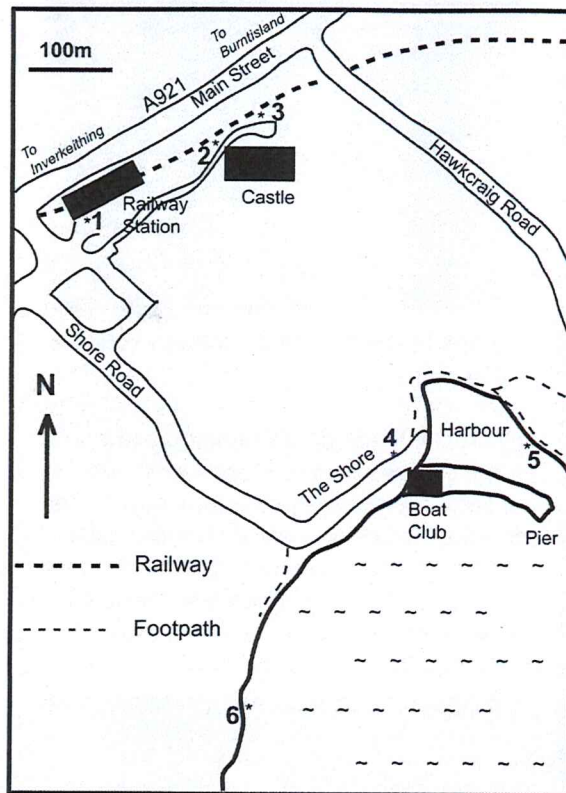 100m
To
Burntisland
A921
Main Street
To
Inverkeithing
3
2
Castle
Railway
Station
1
Hawkcraig Road
Shore Road
N
4
Harbour
5
The Shore
Boat
Club
Pier
Railway
Footpath
6